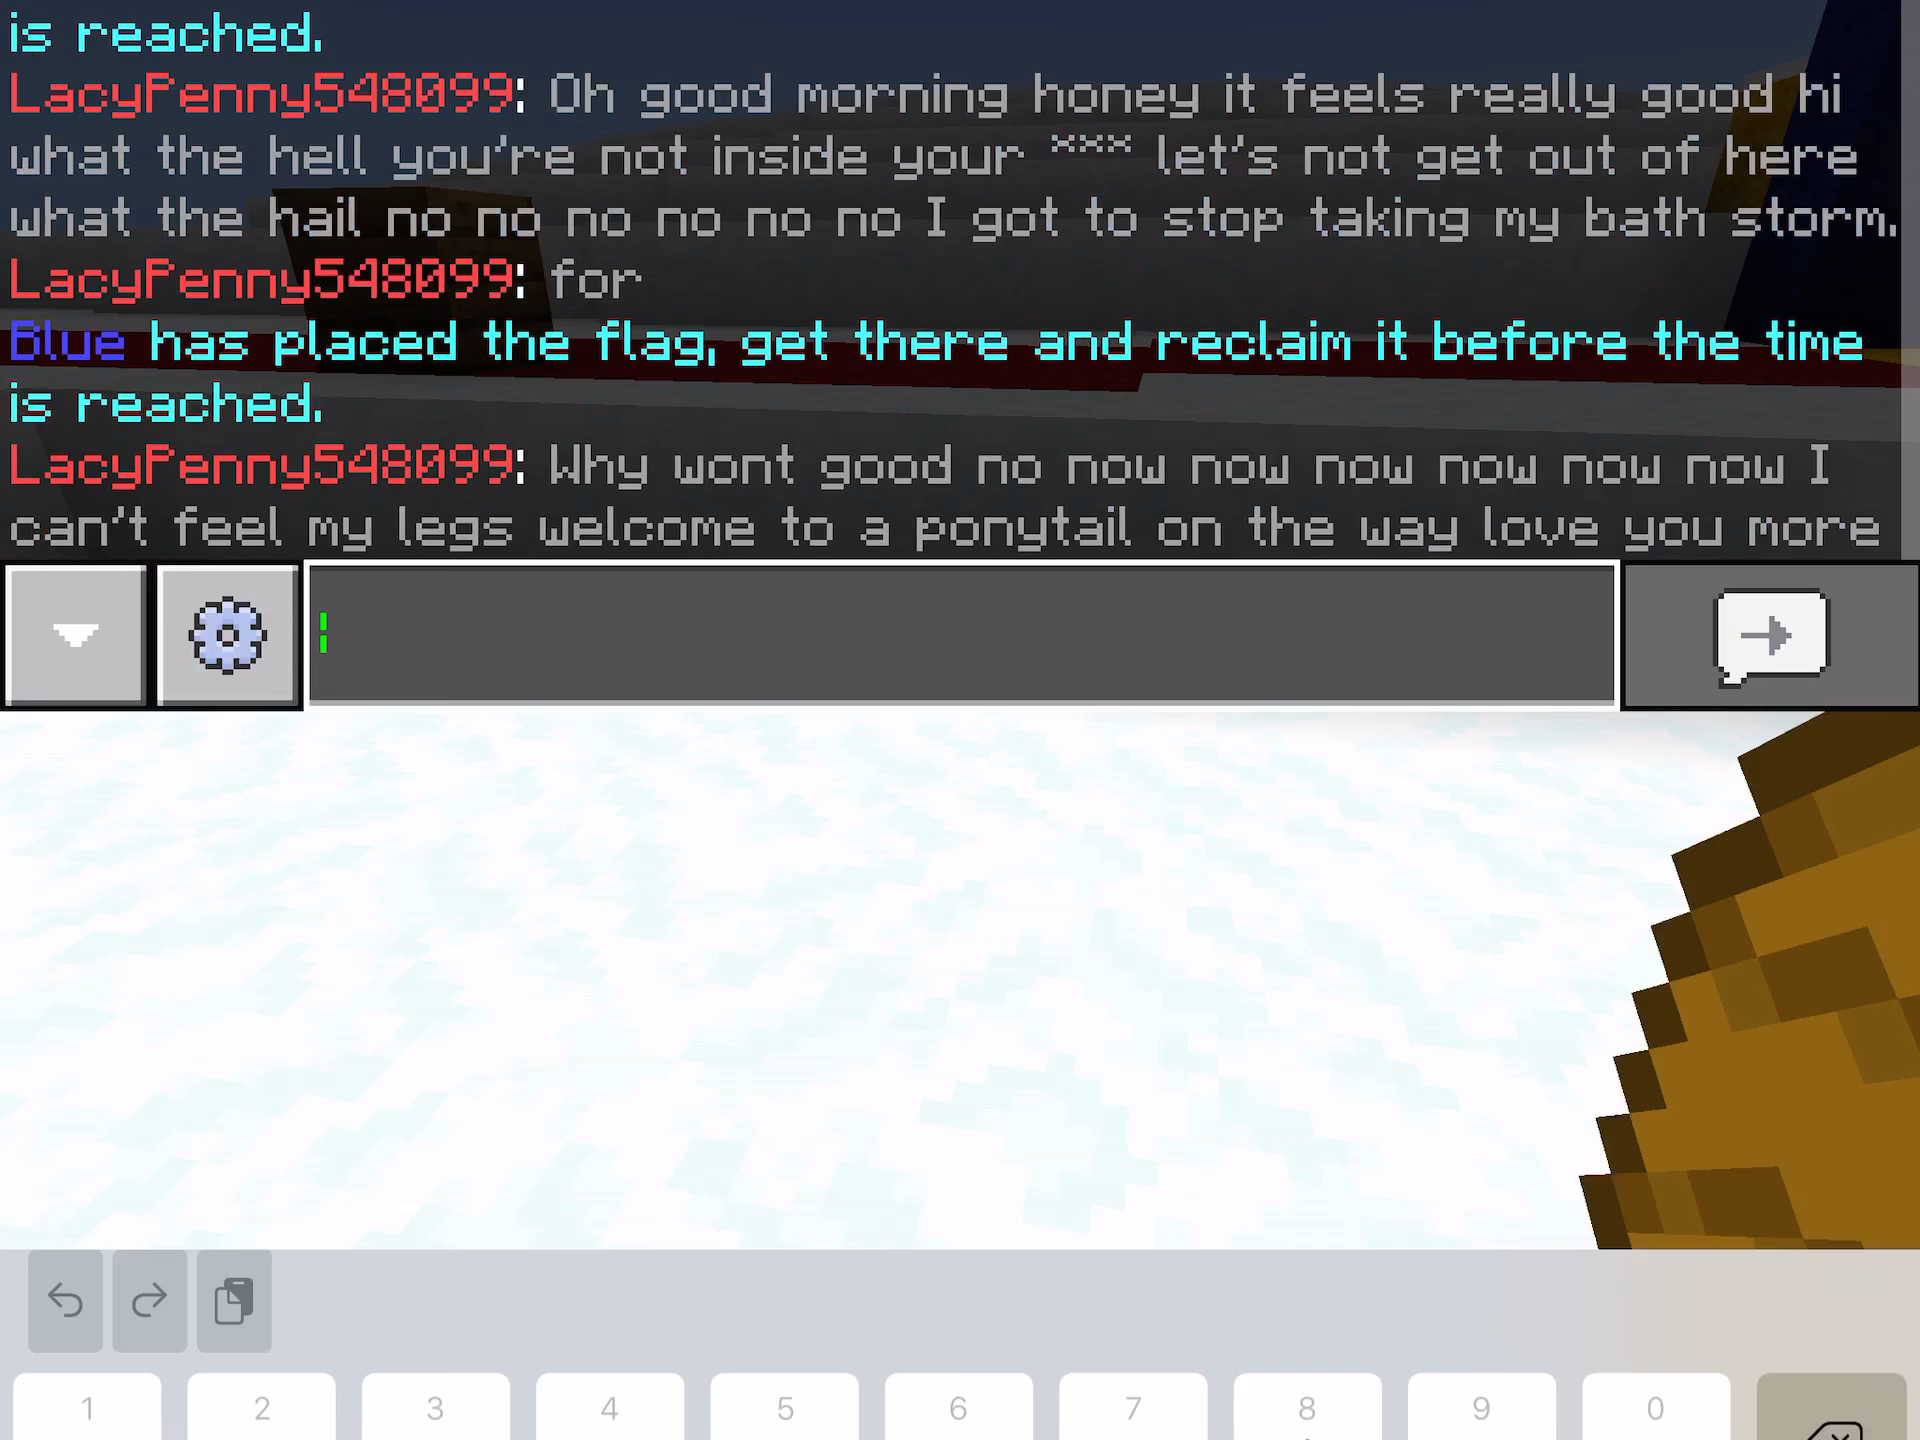 is reached.
LacyPenny548099: Oh good morning honey it feels really good hi
what the hell you're not inside your *** let's not get out of here
what the hail no no no no no no I got to stop taking my bath storm.
LacyPenny548099: for
Blue has placed the flag, get there and reclaim it before the time
is reached.
LacyPenny548099: Why wont good no now now now now now now I
can't feel my legs welcome to a ponytail on the way love you more
1 2 3 4 5 6 7 8 9 0